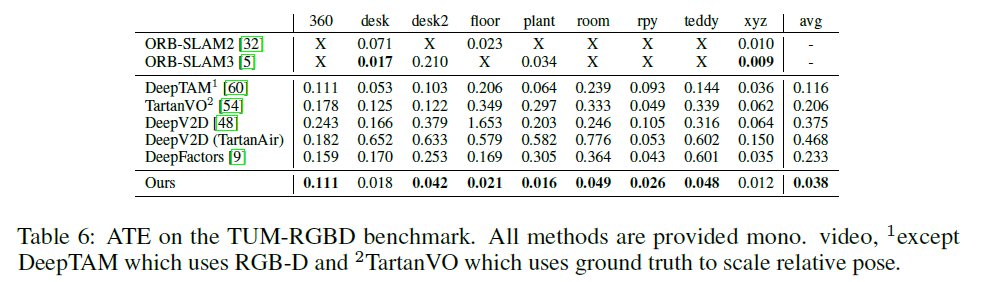 360 desk desk2 floor plant room rpy teddy xyz avg
ORB-SLAM2 [32] X 0.071 X 0.023 X X X X 0.010 -
ORB-SLAM3 [5] X 0.017 0.210 X 0.034 X X X 0.009 -
DeepTAM¹ [60] 0.111 0.053 0.103 0.206 0.064 0.239 0.093 0.144 0.036 0.116
TartanVO² [54] 0.178 0.125 0.122 0.349 0.297 0.333 0.049 0.339 0.062 0.206
DeepV2D [48] 0.243 0.166 0.379 1.653 0.203 0.246 0.105 0.316 0.064 0.375
DeepV2D (TartanAir) 0.182 0.652 0.633 0.579 0.582 0.776 0.053 0.602 0.150 0.468
DeepFactors [9] 0.159 0.170 0.253 0.169 0.305 0.364 0.043 0.601 0.035 0.233
Ours 0.111 0.018 0.042 0.021 0.016 0.049 0.026 0.048 0.012 0.038
Table 6: ATE on the TUM-RGBD benchmark. All methods are provided mono. video, ¹except
DeepTAM which uses RGB-D and ²TartanVO which uses ground truth to scale relative pose.